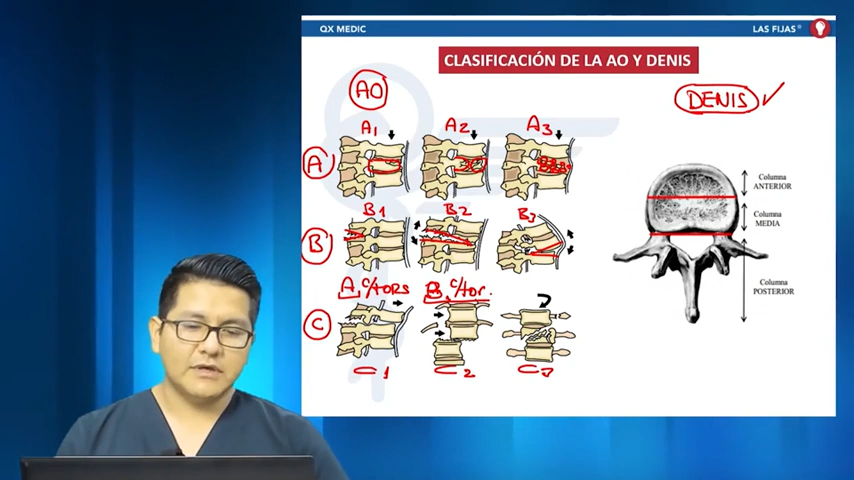 QX MEDIC
LAS FIJAS®
CLASIFICACIÓN DE LA AO Y DENIS
AO
DENIS
A1 A2 A3
A
Columna
ANTERIOR
Columna
MEDIA
B1 B2 B3
B
Columna
POSTERIOR
A, c/tors B, c/tor.
C
C1 C2 C3